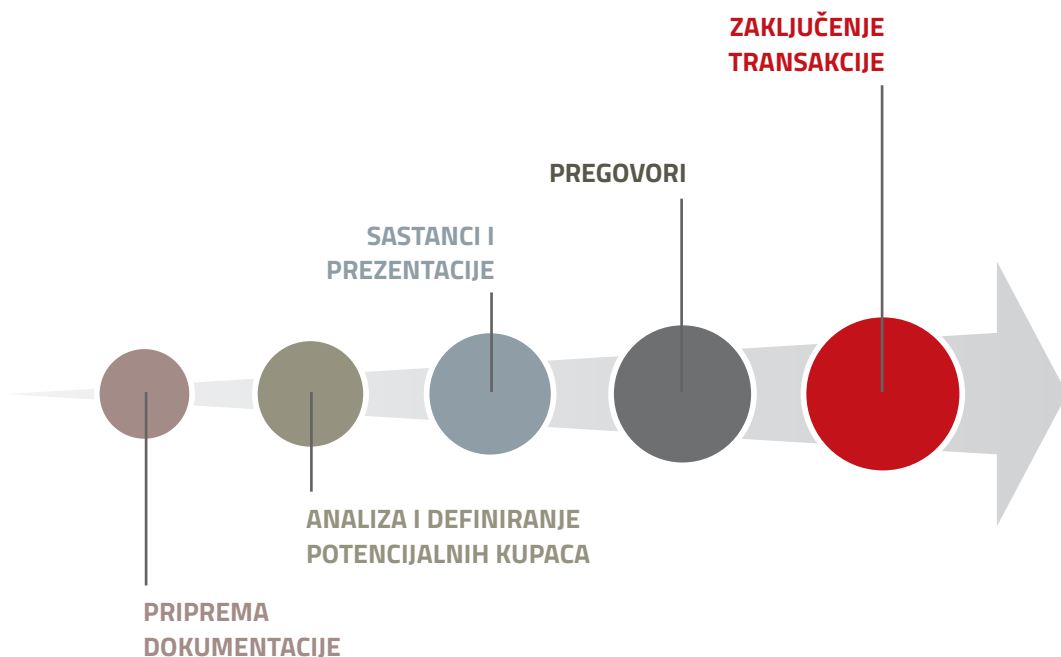 ZAKLJUČENJE
TRANSAKCIJE
PREGOVORI
SASTANCI I
PREZENTACIJE
ANALIZA I DEFINIRANJE
POTENCIJALNIH KUPACA
PRIPREMA
DOKUMENTACIJE